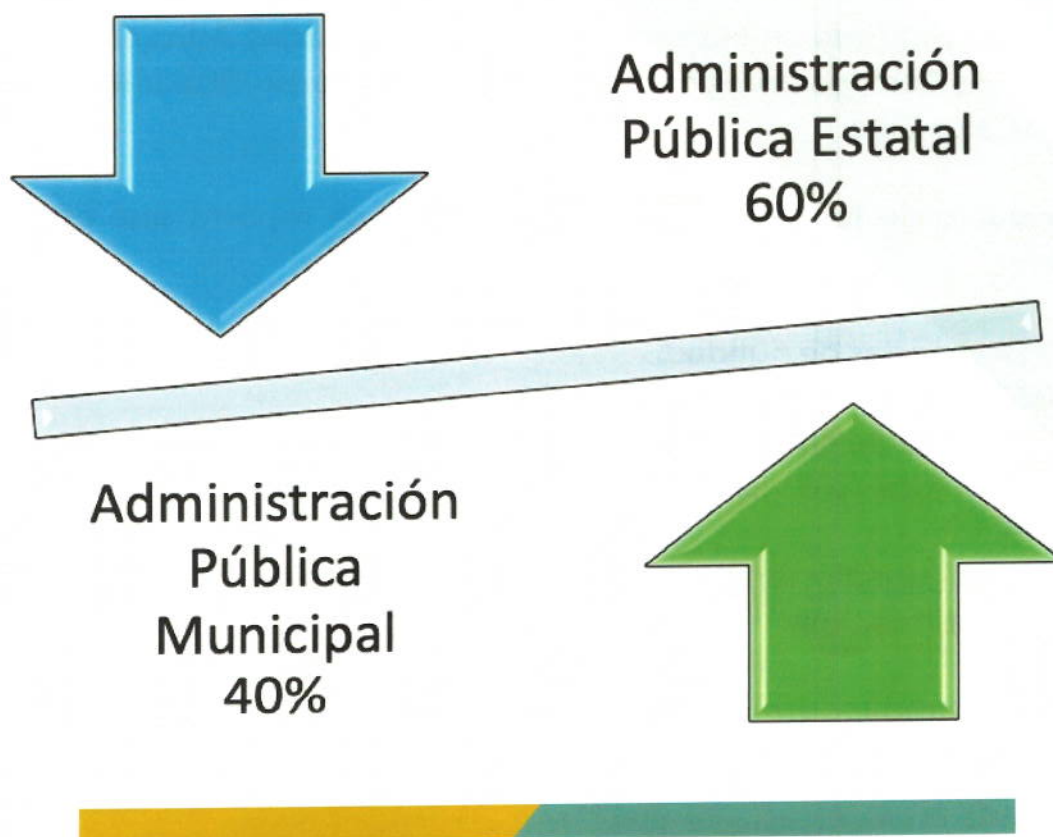 Administración
Pública Estatal
60%
Administración
Pública
Municipal
40%